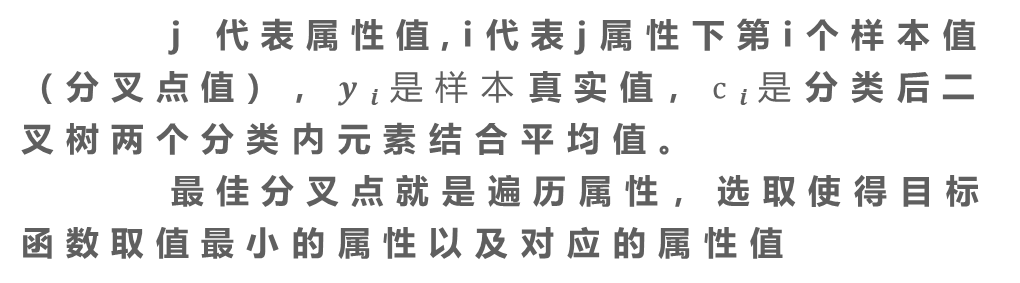 j 代表属性值,i代表j属性下第i个样本值
（分叉点值），y i是样本真实值，c i是分类后二
叉树两个分类内元素结合平均值。
最佳分叉点就是遍历属性，选取使得目标
函数取值最小的属性以及对应的属性值